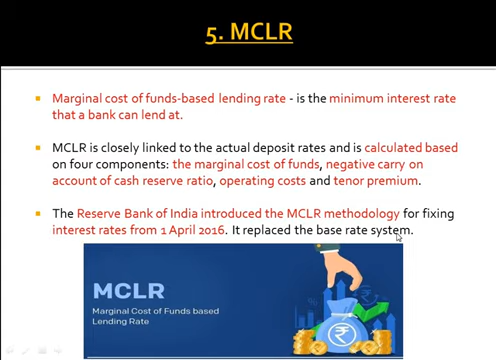 5. MCLR
Marginal cost of funds-based lending rate - is the minimum interest rate
that a bank can lend at.
MCLR is closely linked to the actual deposit rates and is calculated based
on four components: the marginal cost of funds, negative carry on
account of cash reserve ratio, operating costs and tenor premium.
The Reserve Bank of India introduced the MCLR methodology for fixing
interest rates from 1 April 2016. It replaced the base rate system.
MCLR
Marginal Cost of Funds based
Lending Rate
₹